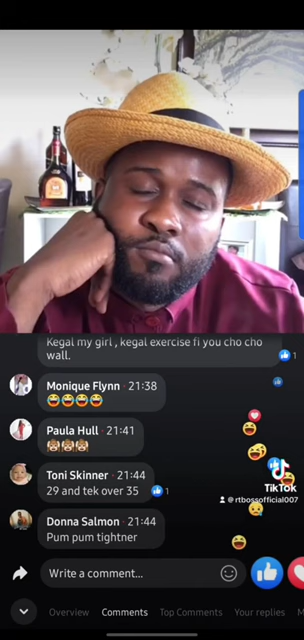 Kegal my girl , kegal exercise fi you cho cho
wall.
1
Monique Flynn · 21:38
Paula Hull · 21:41
Toni Skinner · 21:44
29 and tek over 35
1
TikTok
@rtbossofficial007
Donna Salmon · 21:44
Pum pum tightner
Write a comment...
Overview
Comments
Top Comments
Your replies
M